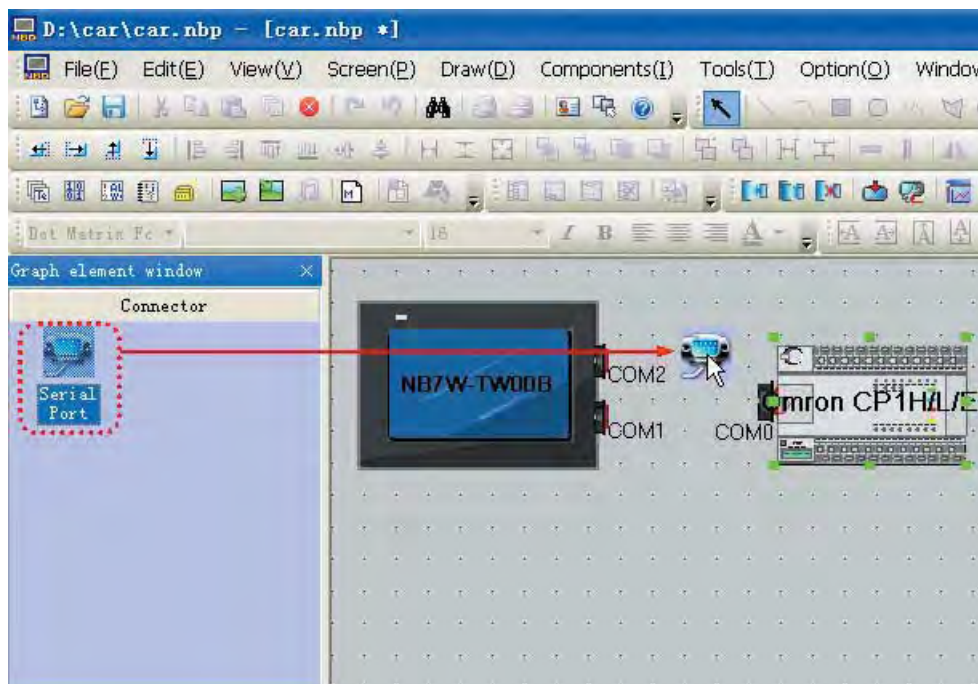 D:\car\car.nbp - [car.nbp *]
File(F) Edit(E) View(V) Screen(P) Draw(D) Components(I) Tools(T) Option(O) Window
Dot Matrix Fc 16 I B A
Graph element window
Connector
Serial
Port
NB7W-TW00B
COM2
COM1
COM0
Omron CP1H/L/E